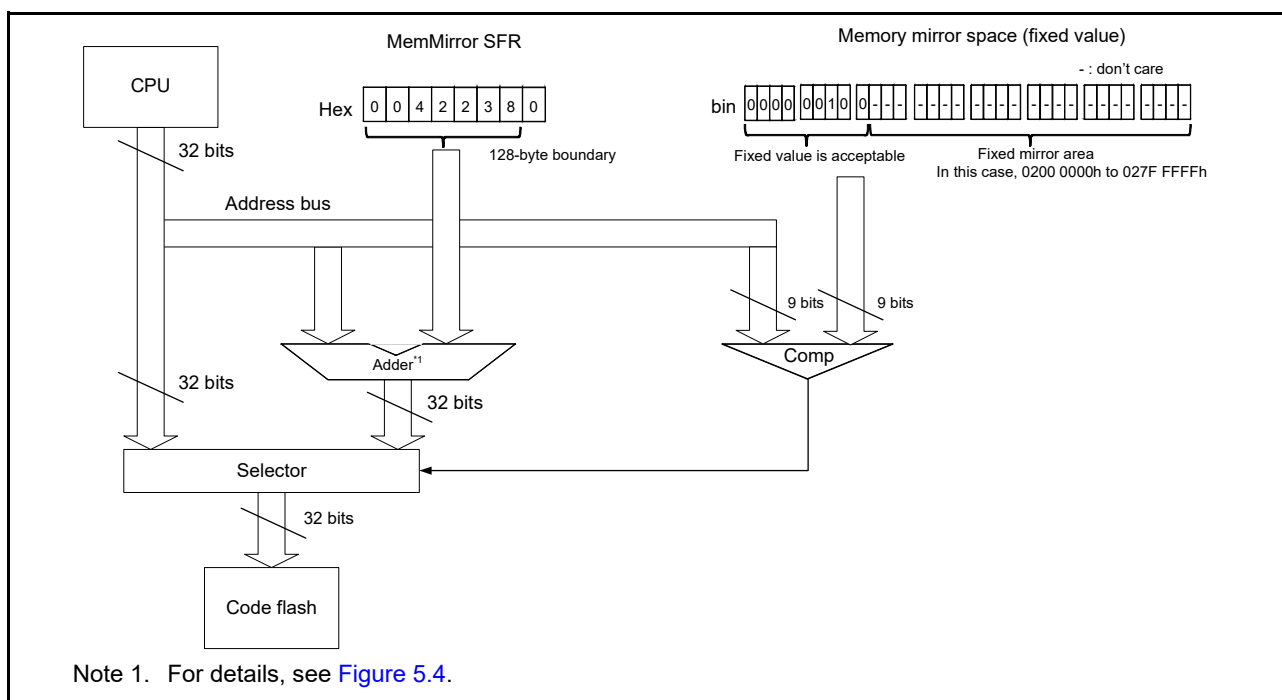 MemMirror SFR
Memory mirror space (fixed value)
- : don't care
CPU
Hex 0 0 4 2 2 3 8 0
bin 0000 0010 0--- ---- ---- ---- ---- ----
128-byte boundary
Fixed value is acceptable
Fixed mirror area
In this case, 0200 0000h to 027F FFFFh
32 bits
Address bus
9 bits
9 bits
Adder*1
Comp
32 bits
32 bits
Selector
32 bits
Code flash
Note 1. For details, see Figure 5.4.